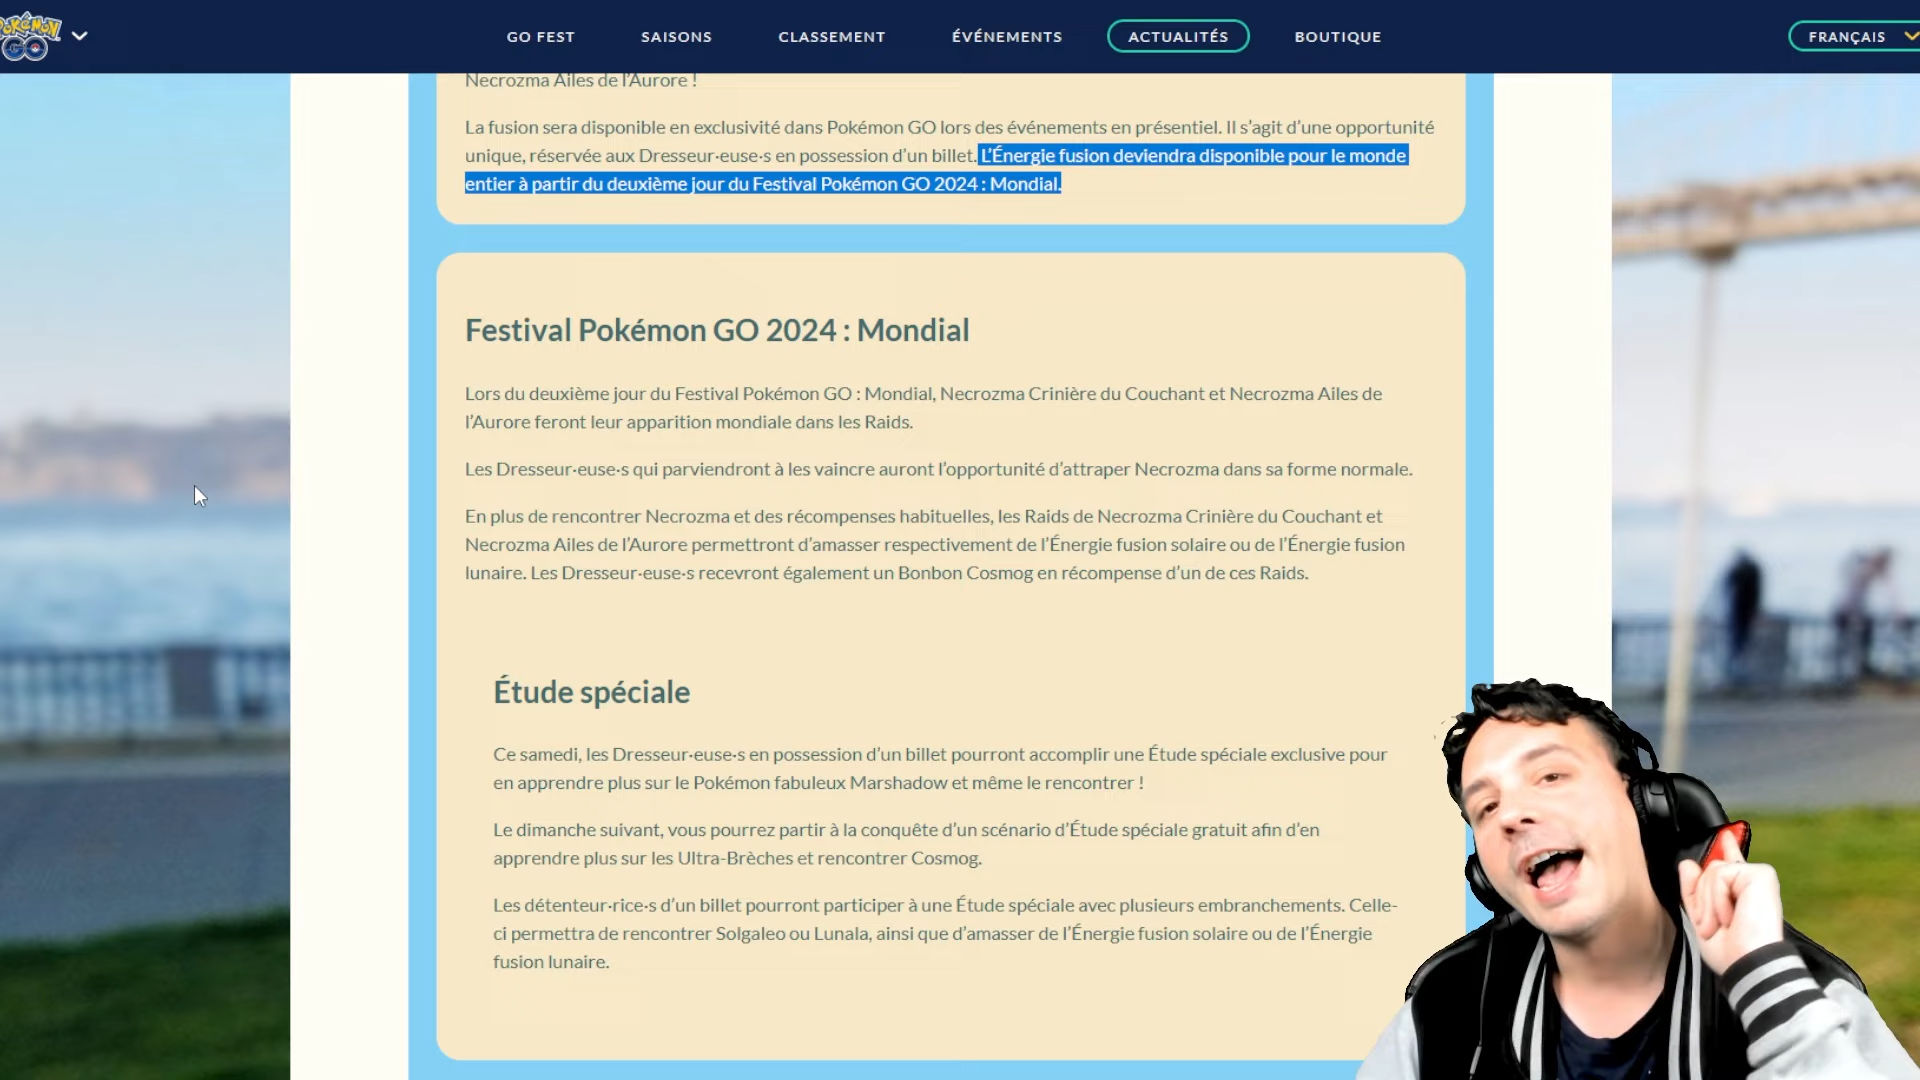 POKÉMON GO
GO FEST
SAISONS
CLASSEMENT
ÉVÉNEMENTS
ACTUALITÉS
BOUTIQUE
FRANÇAIS
Necrozma Ailes de l’Aurore !
La fusion sera disponible en exclusivité dans Pokémon GO lors des événements en présentiel. Il s’agit d’une opportunité
unique, réservée aux Dresseur·euse·s en possession d’un billet. L’Énergie fusion deviendra disponible pour le monde
entier à partir du deuxième jour du Festival Pokémon GO 2024 : Mondial.
Festival Pokémon GO 2024 : Mondial
Lors du deuxième jour du Festival Pokémon GO : Mondial, Necrozma Crinière du Couchant et Necrozma Ailes de
l’Aurore feront leur apparition mondiale dans les Raids.
Les Dresseur·euse·s qui parviendront à les vaincre auront l’opportunité d’attraper Necrozma dans sa forme normale.
En plus de rencontrer Necrozma et des récompenses habituelles, les Raids de Necrozma Crinière du Couchant et
Necrozma Ailes de l’Aurore permettront d’amasser respectivement de l’Énergie fusion solaire ou de l’Énergie fusion
lunaire. Les Dresseur·euse·s recevront également un Bonbon Cosmog en récompense d’un de ces Raids.
Étude spéciale
Ce samedi, les Dresseur·euse·s en possession d’un billet pourront accomplir une Étude spéciale exclusive pour
en apprendre plus sur le Pokémon fabuleux Marshadow et même le rencontrer !
Le dimanche suivant, vous pourrez partir à la conquête d’un scénario d’Étude spéciale gratuit afin d’en
apprendre plus sur les Ultra-Brèches et rencontrer Cosmog.
Les détenteur·rice·s d’un billet pourront participer à une Étude spéciale avec plusieurs embranchements. Celle-
ci permettra de rencontrer Solgaleo ou Lunala, ainsi que d’amasser de l’Énergie fusion solaire ou de l’Énergie
fusion lunaire.